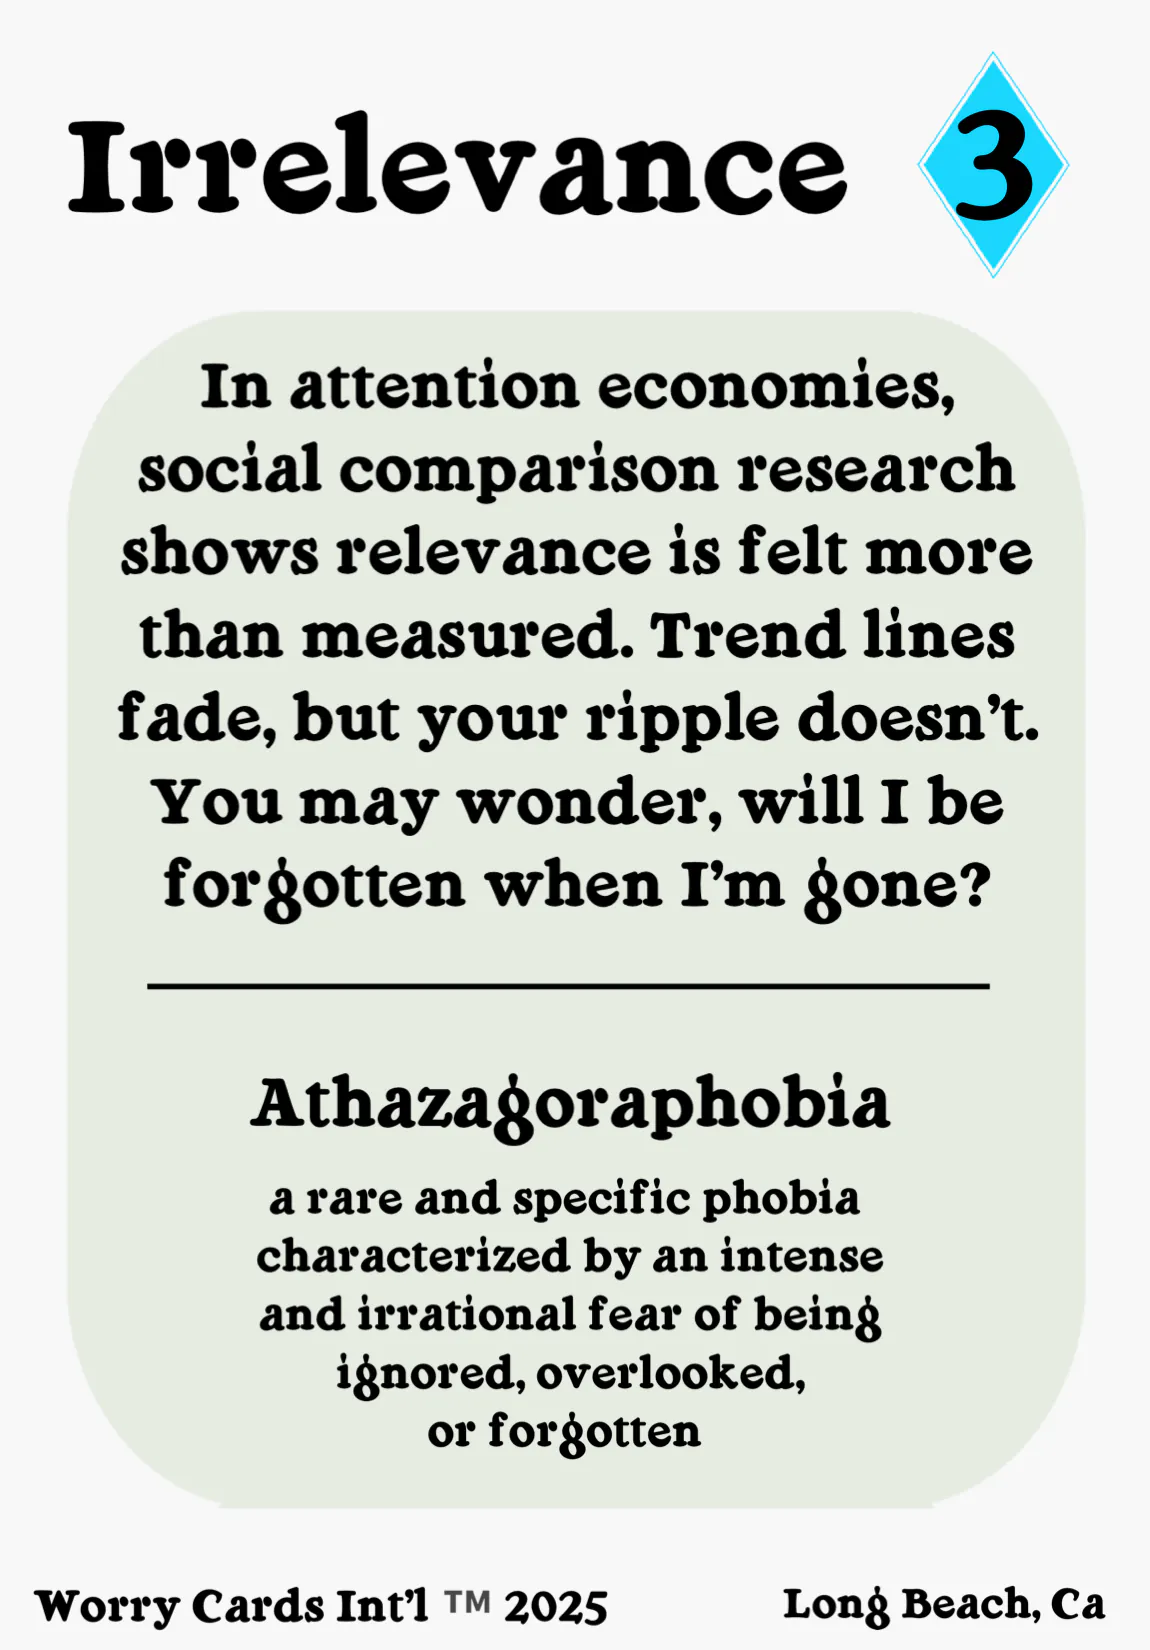 Irrelevance
3
In attention economies,
social comparison research
shows relevance is felt more
than measured. Trend lines
fade, but your ripple doesn’t.
You may wonder, will I be
forgotten when I’m gone?
Athazagoraphobia
a rare and specific phobia
characterized by an intense
and irrational fear of being
ignored, overlooked,
or forgotten
Worry Cards Int’l ™ 2025
Long Beach, Ca